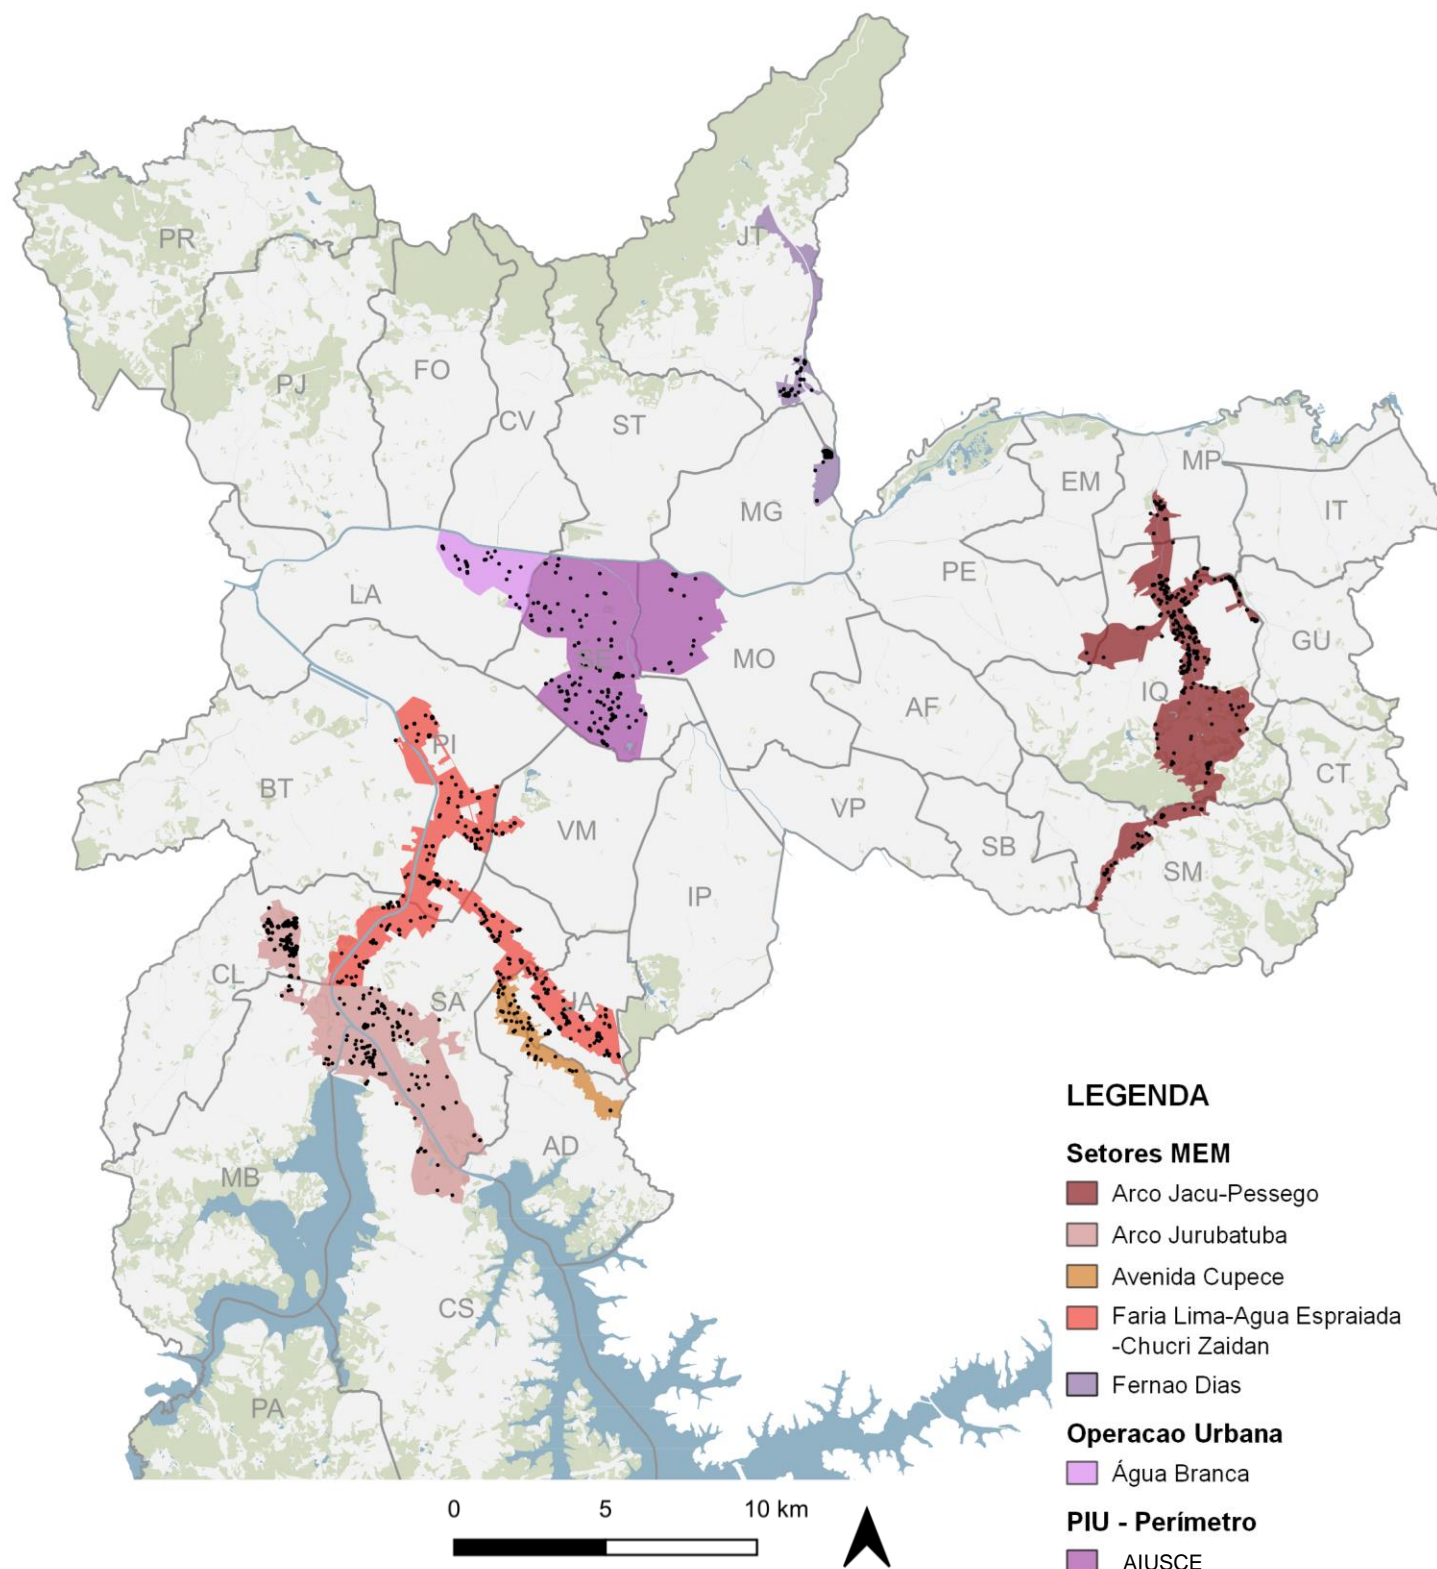 PR
JT
PJ
FO
CV
ST
MP
EM
IT
MG
PE
LA
GU
SE
MO
IQ
AF
PI
BT
CT
VP
VM
SB
SM
IP
CL
SA
JA
AD
MB
CS
PA
LEGENDA
Setores MEM
Arco Jacu-Pessego
Arco Jurubatuba
Avenida Cupece
Faria Lima-Agua Espraiada
-Chucri Zaidan
Fernao Dias
Operacao Urbana
Água Branca
PIU - Perímetro
AIUSCE
0 5 10 km